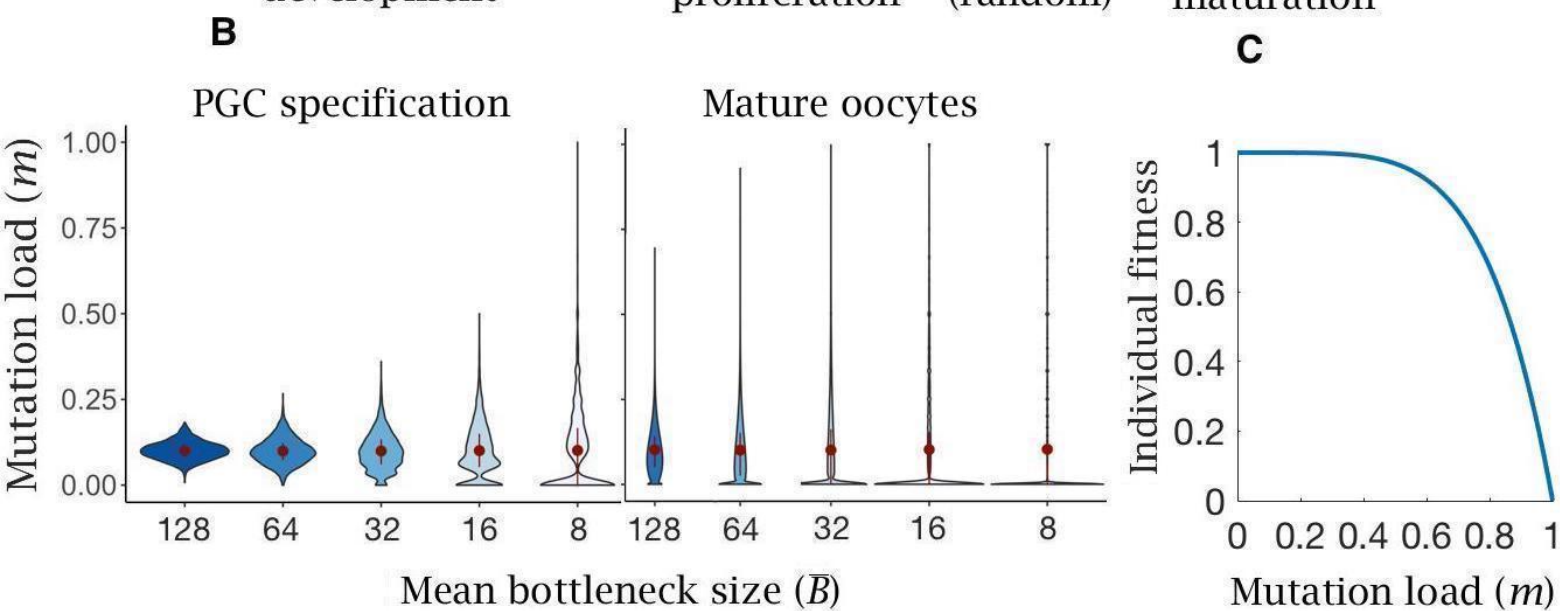 development proliferation (random) maturation
B
C
PGC specification
Mature oocytes
Mutation load (m)
1.00
0.75
0.50
0.25
0.00
128 64 32 16 8
128 64 32 16 8
Mean bottleneck size (B̅)
Individual fitness
1
0.8
0.6
0.4
0.2
0
0 0.2 0.4 0.6 0.8 1
Mutation load (m)